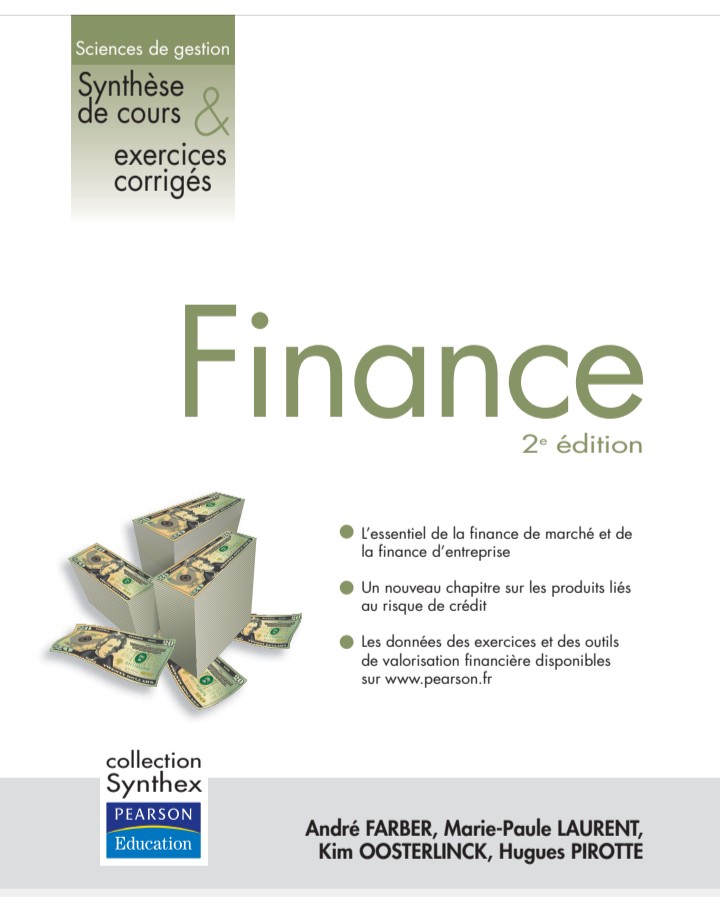 Sciences de gestion
Synthèse
de cours &
exercices
corrigés
Finance
2e édition
L’essentiel de la finance de marché et de
la finance d’entreprise
Un nouveau chapitre sur les produits liés
au risque de crédit
Les données des exercices et des outils
de valorisation financière disponibles
sur www.pearson.fr
collection
Synthex
PEARSON
Education
André FARBER, Marie-Paule LAURENT,
Kim OOSTERLINCK, Hugues PIROTTE